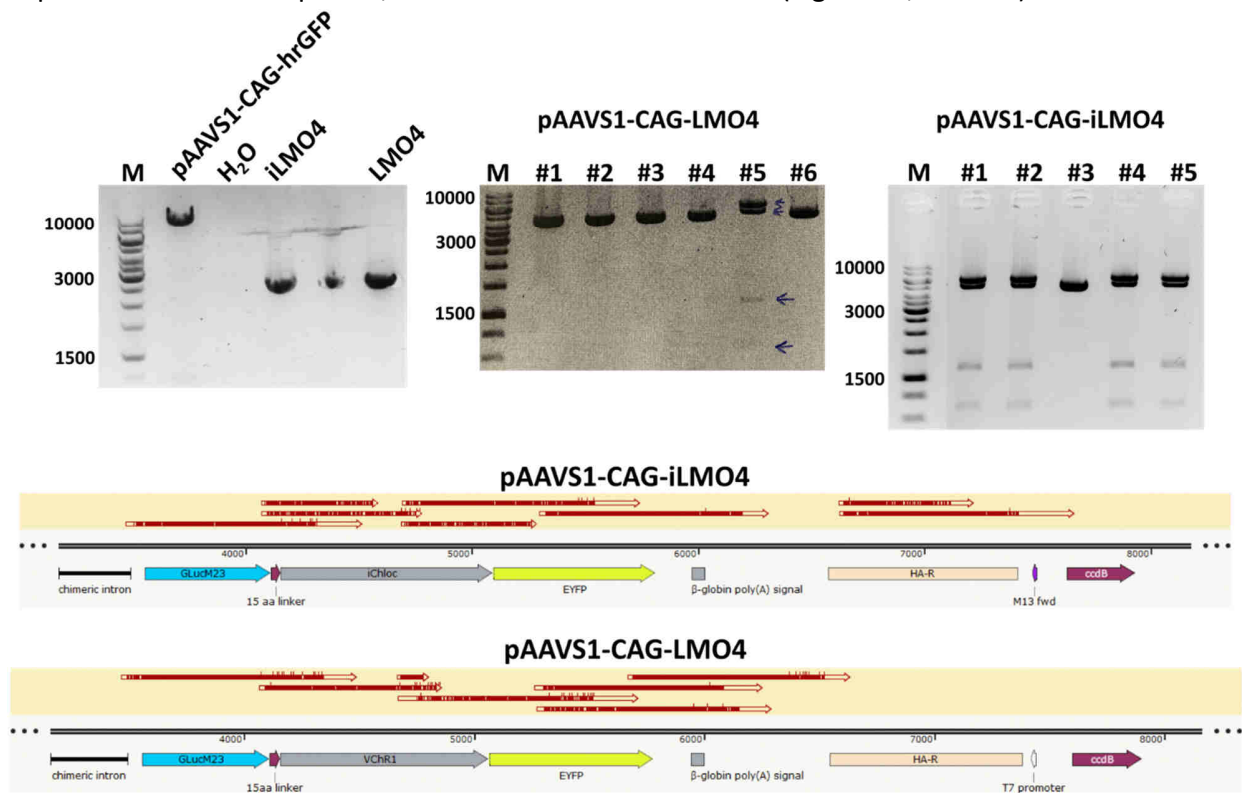 pAAVS1-CAG-hrGFP
H2O
iLMO4
LMO4
M
10000
3000
1500
pAAVS1-CAG-LMO4
M #1 #2 #3 #4 #5 #6
10000
3000
1500
pAAVS1-CAG-iLMO4
M #1 #2 #3 #4 #5
10000
3000
1500
pAAVS1-CAG-iLMO4
4000 5000 6000 7000 8000
GLucM23 iChloc HA-R ccdB
chimeric intron EYFP β-globin poly(A) signal
15 aa linker M13 fwd
pAAVS1-CAG-LMO4
4000 5000 6000 7000 8000
GLucM23 VChR1 HA-R ccdB
chimeric intron EYFP β-globin poly(A) signal
15aa linker T7 promoter